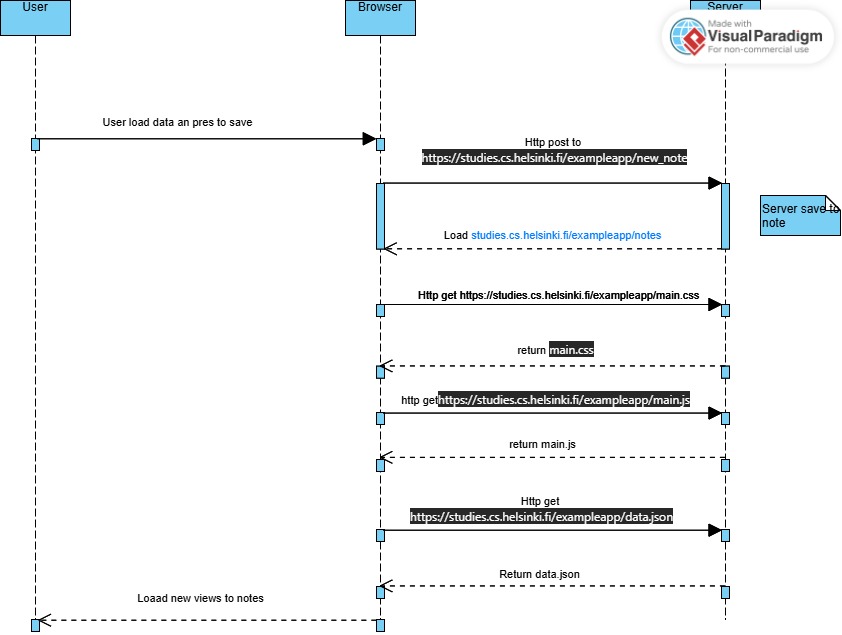 User
Browser
Server
Made with
VisualParadigm
For non-commercial use
User load data an pres to save
Http post to
https://studies.cs.helsinki.fi/exampleapp/new_note
Server save to
note
Load studies.cs.helsinki.fi/exampleapp/notes
Http get https://studies.cs.helsinki.fi/exampleapp/main.css
return main.css
http gethttps://studies.cs.helsinki.fi/exampleapp/main.js
return main.js
Http get
https://studies.cs.helsinki.fi/exampleapp/data.json
Return data.json
Loaad new views to notes